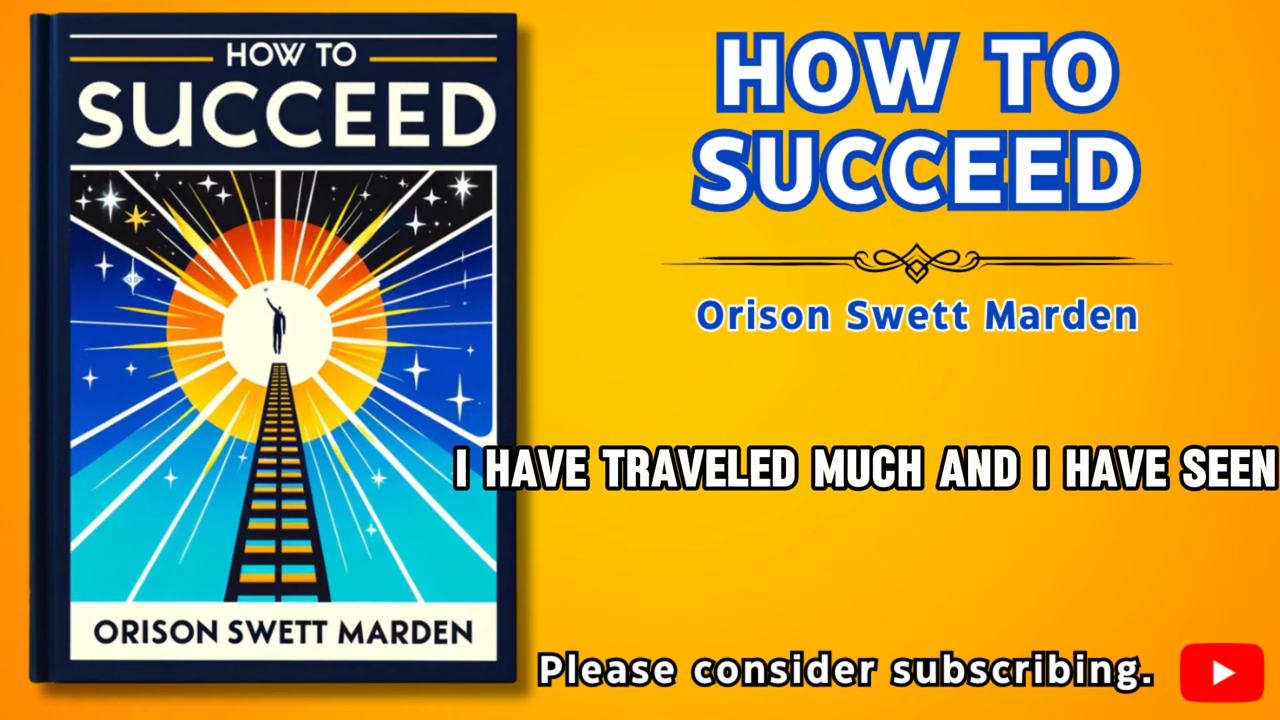 HOW TO
SUCCEED
ORISON SWETT MARDEN
HOW TO
SUCCEED
Orison Swett Marden
I HAVE TRAVELED MUCH AND I HAVE SEEN
Please consider subscribing.